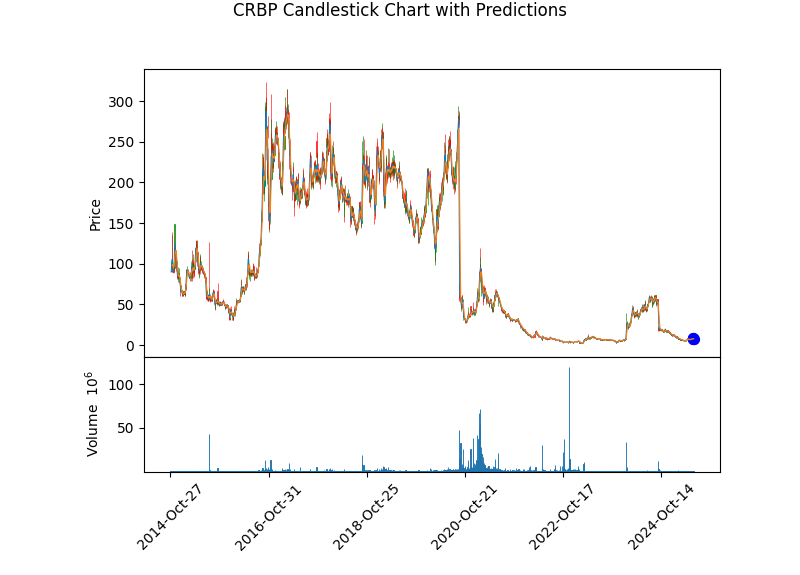 CRBP Candlestick Chart with Predictions
Price
300
250
200
150
100
50
0
Volume 10^6
100
50
2014-Oct-27
2016-Oct-31
2018-Oct-25
2020-Oct-21
2022-Oct-17
2024-Oct-14